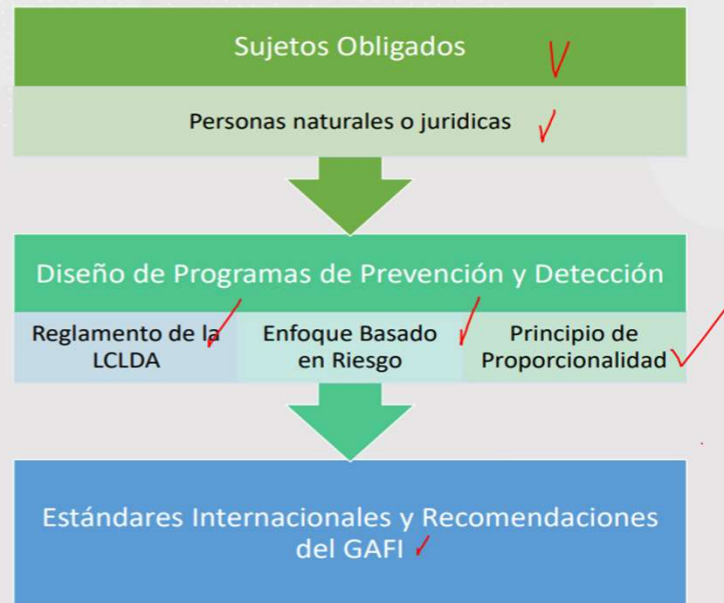 Sujetos Obligados
Personas naturales o juridicas
Diseño de Programas de Prevención y Detección
Reglamento de la
LCLDA
Enfoque Basado
en Riesgo
Principio de
Proporcionalidad
Estándares Internacionales y Recomendaciones
del GAFI